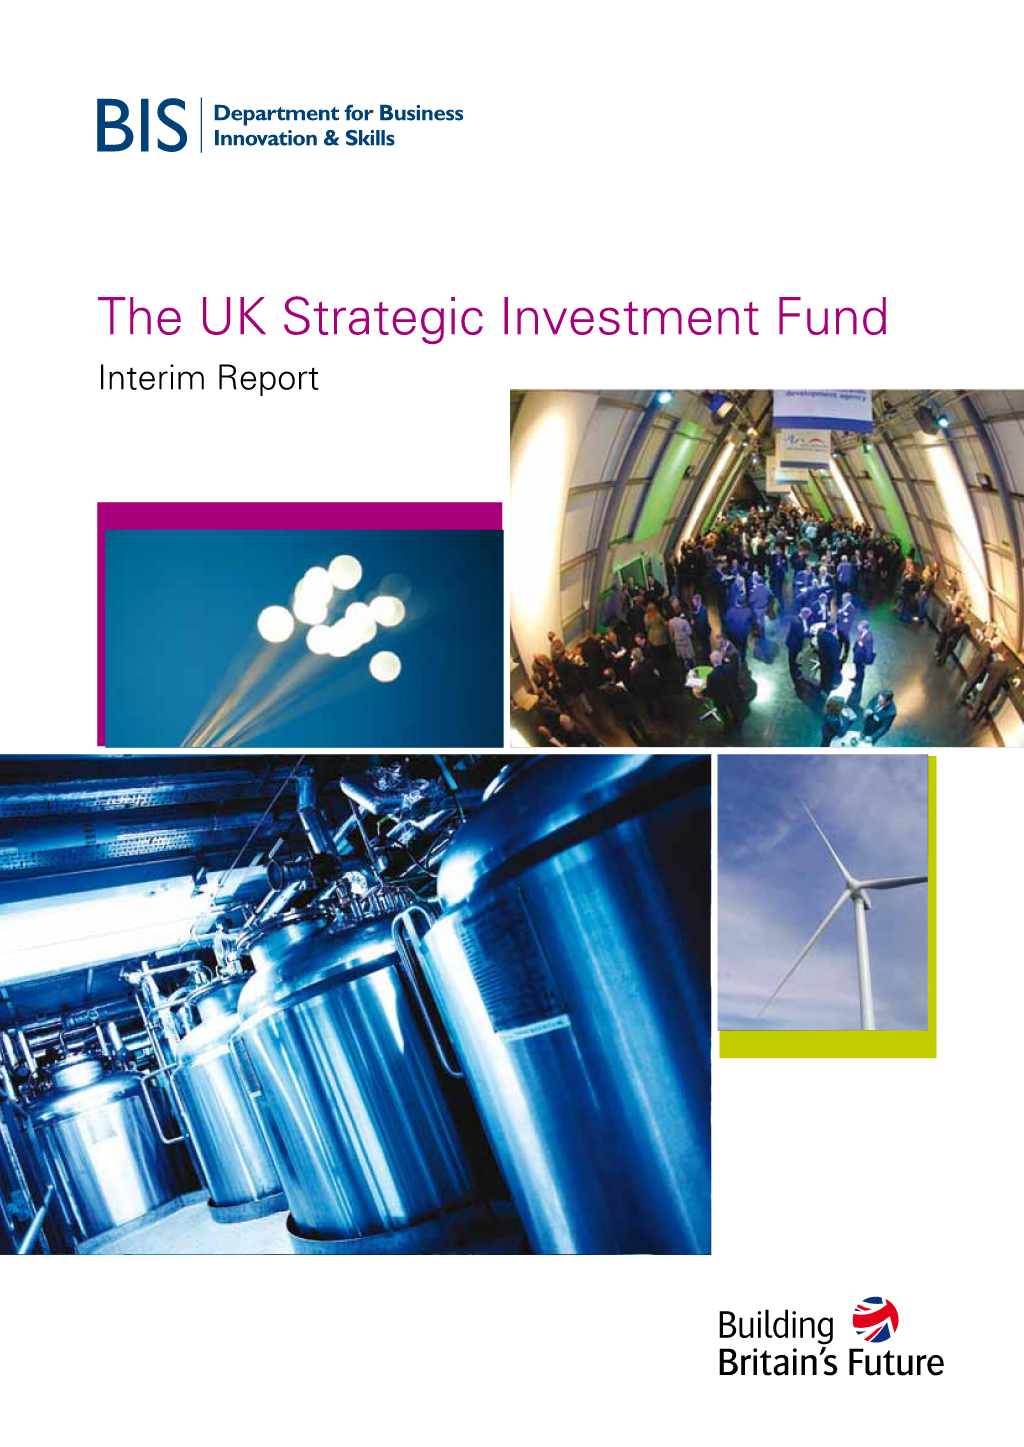 BIS
Department for Business
Innovation & Skills
The UK Strategic Investment Fund
Interim Report
development agency
Building
Britain's Future